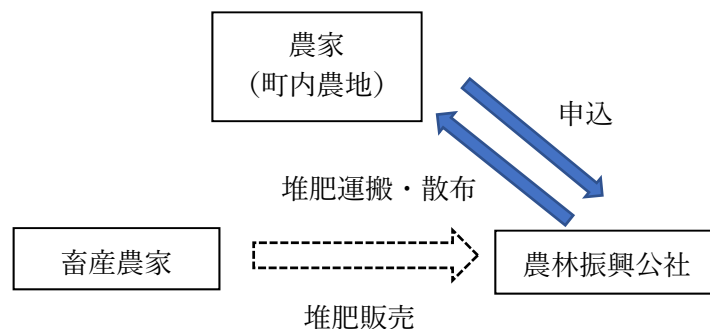 農家
（町内農地）
申込
堆肥運搬・散布
畜産農家
農林振興公社
堆肥販売